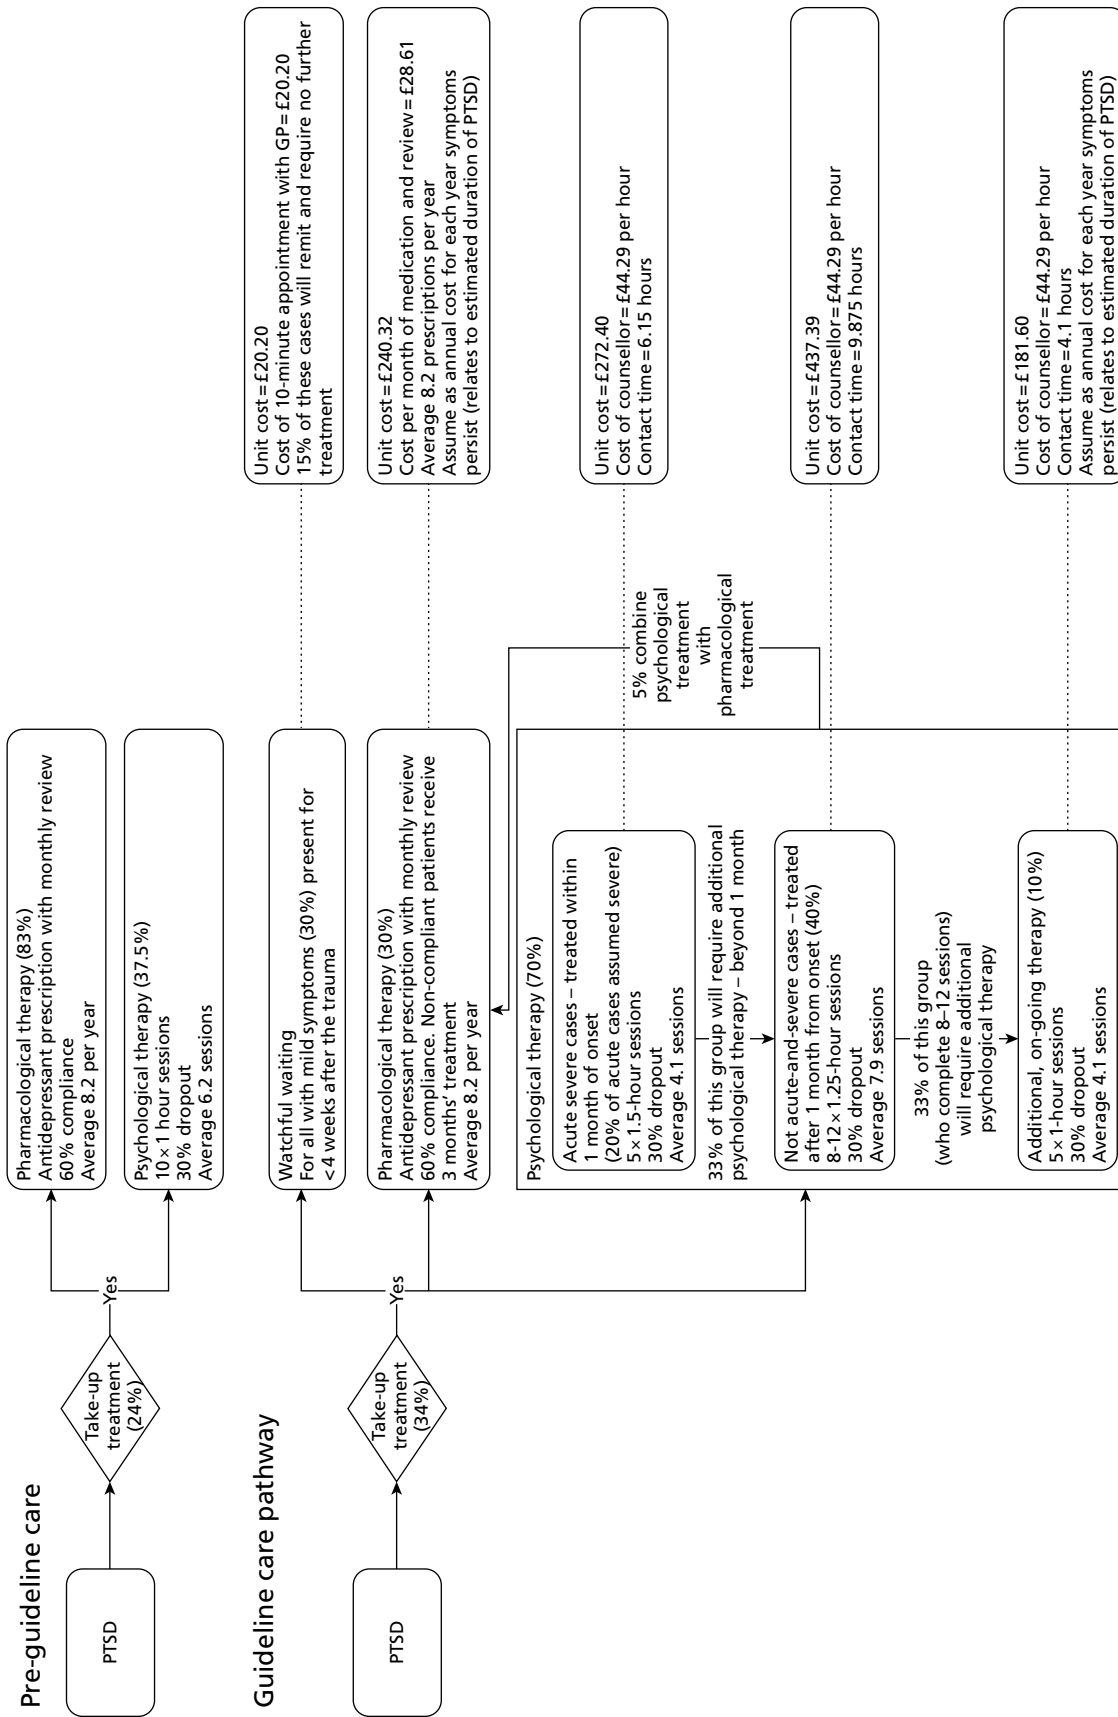 Pre-guideline care
PTSD
Take-up
treatment
(24%)
Yes
Pharmacological therapy (83%)
Antidepressant prescription with monthly review
60% compliance
Average 8.2 per year
Psychological therapy (37.5%)
10 × 1 hour sessions
30% dropout
Average 6.2 sessions
Guideline care pathway
PTSD
Take-up
treatment
(34%)
Yes
Watchful waiting
For all with mild symptoms (30%) present for
<4 weeks after the trauma
Unit cost=£20.20
Cost of 10-minute appointment with GP=£20.20
15% of these cases will remit and require no further
treatment
Pharmacological therapy (30%)
Antidepressant prescription with monthly review
60% compliance. Non-compliant patients receive
3 months' treatment
Average 8.2 per year
Unit cost=£240.32
Cost per month of medication and review=£28.61
Average 8.2 prescriptions per year
Assume as annual cost for each year symptoms
persist (relates to estimated duration of PTSD)
5% combine
psychological
treatment
with
pharmacological
treatment
Psychological therapy (70%)
Acute severe cases – treated within
1 month of onset
(20% of acute cases assumed severe)
5 × 1.5-hour sessions
30% dropout
Average 4.1 sessions
Unit cost=£272.40
Cost of counsellor=£44.29 per hour
Contact time=6.15 hours
33% of this group will require additional
psychological therapy – beyond 1 month
Not acute-and-severe cases – treated
after 1 month from onset (40%)
8-12 × 1.25-hour sessions
30% dropout
Average 7.9 sessions
Unit cost=£437.39
Cost of counsellor=£44.29 per hour
Contact time=9.875 hours
33% of this group
(who complete 8–12 sessions)
will require additional
psychological therapy
Additional, on-going therapy (10%)
5 × 1-hour sessions
30% dropout
Average 4.1 sessions
Unit cost=£181.60
Cost of counsellor=£44.29 per hour
Contact time=4.1 hours
Assume as annual cost for each year symptoms
persist (relates to estimated duration of PTSD)